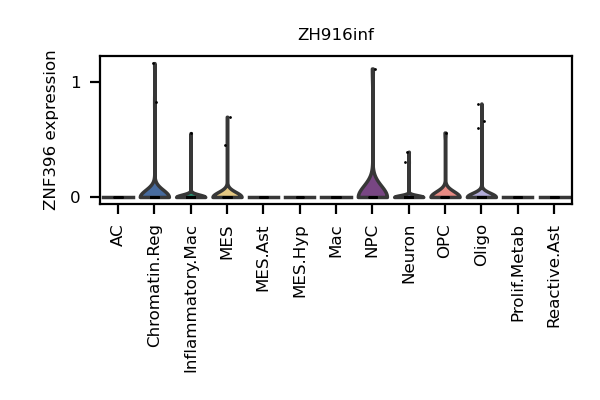 ZH916inf
ZNF396 expression
1
0
AC
Chromatin.Reg
Inflammatory.Mac
MES
MES.Ast
MES.Hyp
Mac
NPC
Neuron
OPC
Oligo
Prolif.Metab
Reactive.Ast